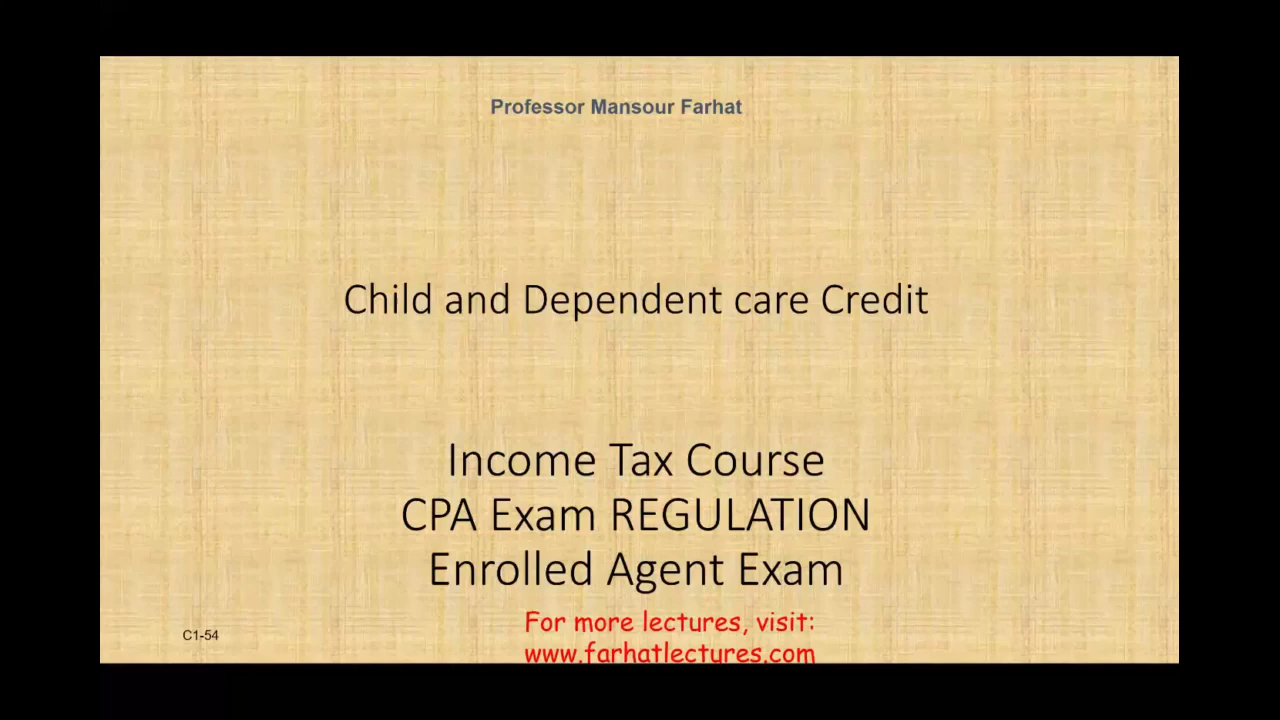 Professor Mansour Farhat
Child and Dependent care Credit
Income Tax Course
CPA Exam REGULATION
Enrolled Agent Exam
For more lectures, visit:
www.farhatlectures.com
C1-54